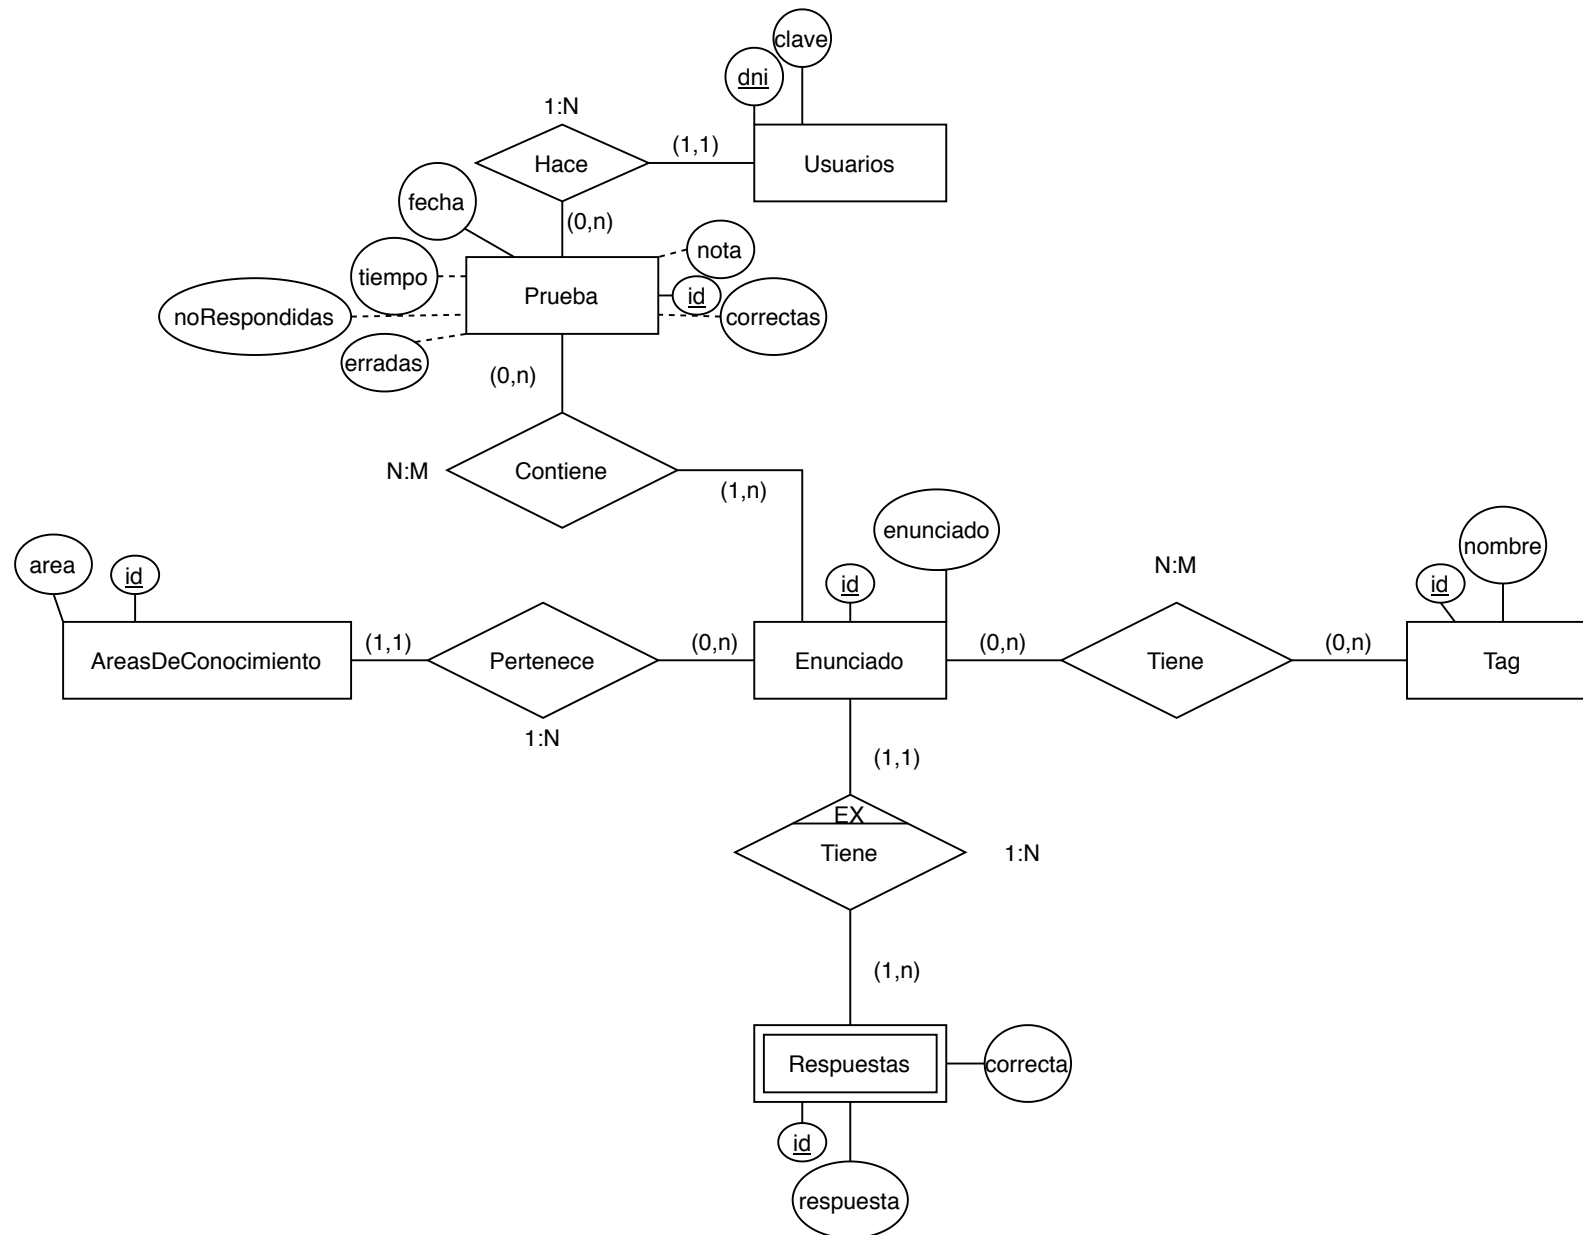 clave
dni
1:N
(1,1)
Hace
Usuarios
fecha
(0,n)
nota
tiempo
Prueba
id
noRespondidas
correctas
erradas
(0,n)
N:M
Contiene
(1,n)
enunciado
area
id
id
N:M
nombre
id
AreasDeConocimiento
(1,1)
Pertenece
(0,n)
Enunciado
(0,n)
Tiene
(0,n)
Tag
1:N
(1,1)
EX
Tiene
1:N
(1,n)
Respuestas
correcta
id
respuesta